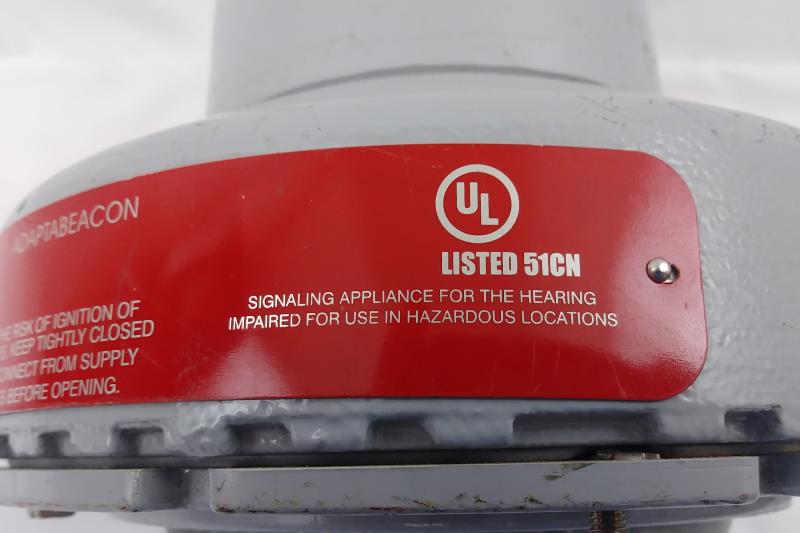 ADAPTABEACON
RISK OF IGNITION OF
KEEP TIGHTLY CLOSED
FROM SUPPLY
BEFORE OPENING.
UL
LISTED 51CN
SIGNALING APPLIANCE FOR THE HEARING
IMPAIRED FOR USE IN HAZARDOUS LOCATIONS